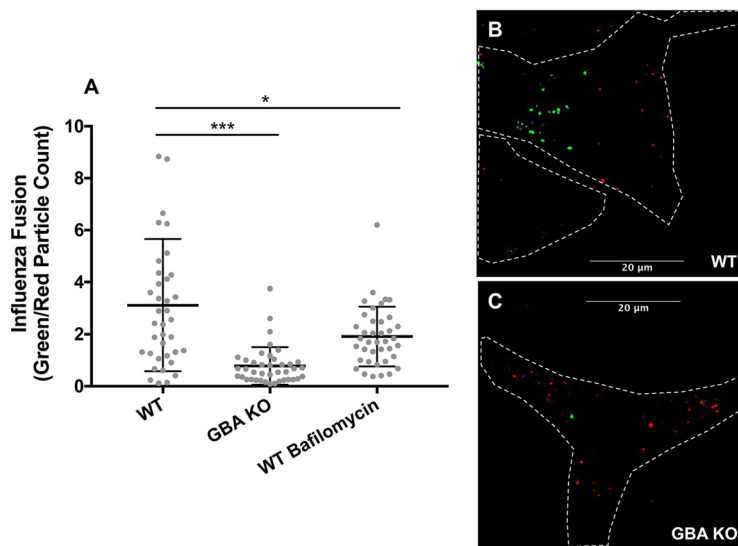 A
*
***
Influenza Fusion
(Green/Red Particle Count)
10
8
6
4
2
0
WT
GBA KO
WT Bafilomycin
B
20 µm
WT
C
20 µm
GBA KO